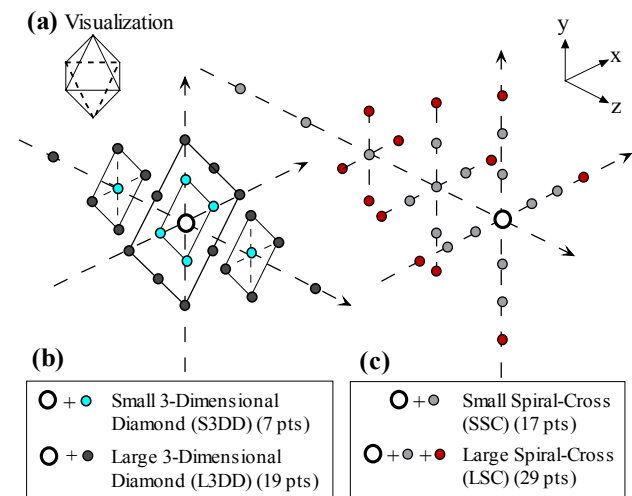 (a) Visualization
y
x
z
(b)
(c)
+ Small 3-Dimensional
Diamond (S3DD) (7 pts)
+ Large 3-Dimensional
Diamond (L3DD) (19 pts)
+ Small Spiral-Cross
(SSC) (17 pts)
+ + Large Spiral-Cross
(LSC) (29 pts)